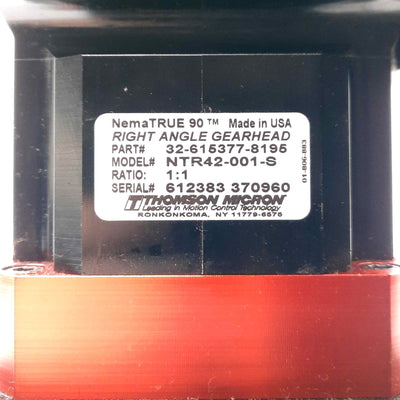 NemaTRUE 90 ™ Made in USA
RIGHT ANGLE GEARHEAD
PART# 32-615377-8195
MODEL# NTR42-001-S
RATIO: 1:1
SERIAL# 612383 370960
THOMSON MICRON
Leading in Motion Control Technology
RONKONKOMA, NY 11779-6576
01-806-883